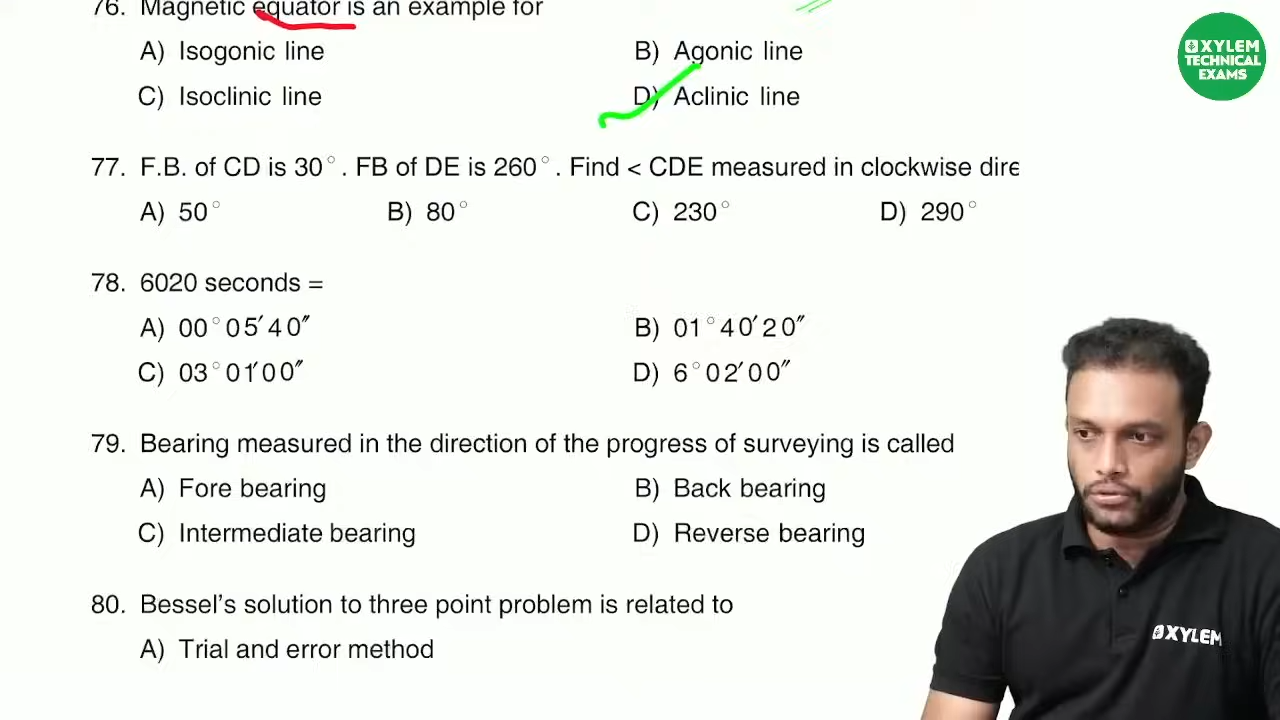 76. Magnetic equator is an example for
A) Isogonic line B) Agonic line
C) Isoclinic line D) Aclinic line
77. F.B. of CD is 30°. FB of DE is 260°. Find < CDE measured in clockwise dire
A) 50° B) 80° C) 230° D) 290°
78. 6020 seconds =
A) 00°05′40″ B) 01°40′20″
C) 03°01′00″ D) 6°02′00″
79. Bearing measured in the direction of the progress of surveying is called
A) Fore bearing B) Back bearing
C) Intermediate bearing D) Reverse bearing
80. Bessel's solution to three point problem is related to
A) Trial and error method
XYLEM
TECHNICAL
EXAMS
XYLEM